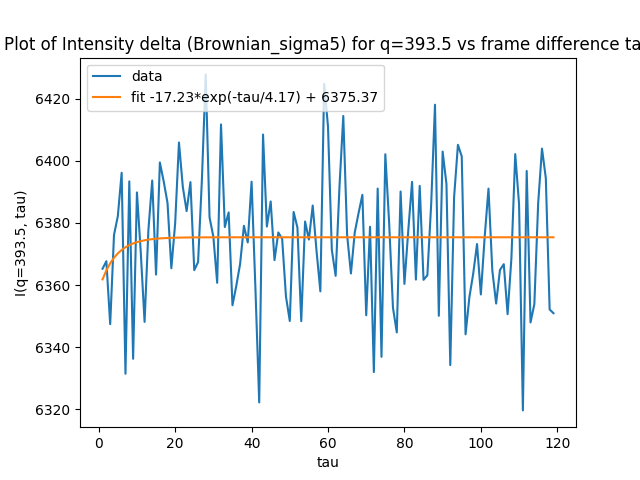 Plot of Intensity delta (Brownian_sigma5) for q=393.5 vs frame difference ta
data
fit -17.23*exp(-tau/4.17) + 6375.37
I(q=393.5, tau)
6420
6400
6380
6360
6340
6320
0 20 40 60 80 100 120
tau